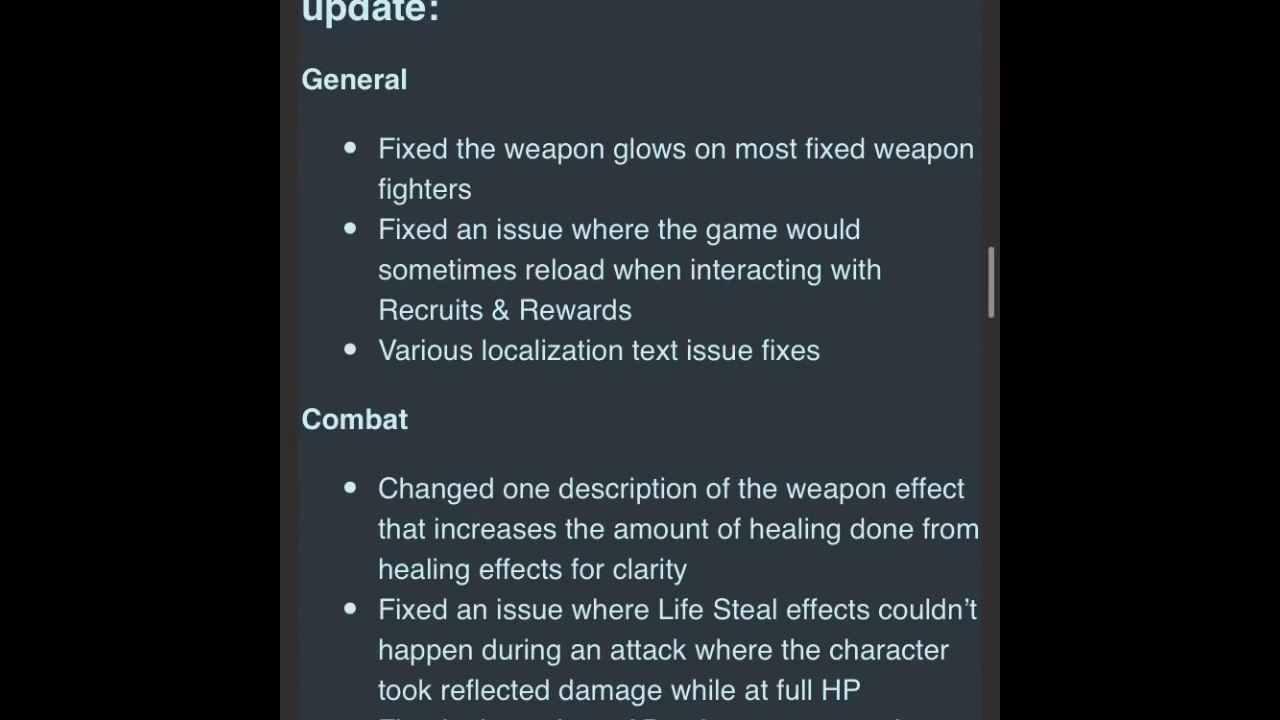 update:
General
Fixed the weapon glows on most fixed weapon
fighters
Fixed an issue where the game would
sometimes reload when interacting with
Recruits & Rewards
Various localization text issue fixes
Combat
Changed one description of the weapon effect
that increases the amount of healing done from
healing effects for clarity
Fixed an issue where Life Steal effects couldn’t
happen during an attack where the character
took reflected damage while at full HP